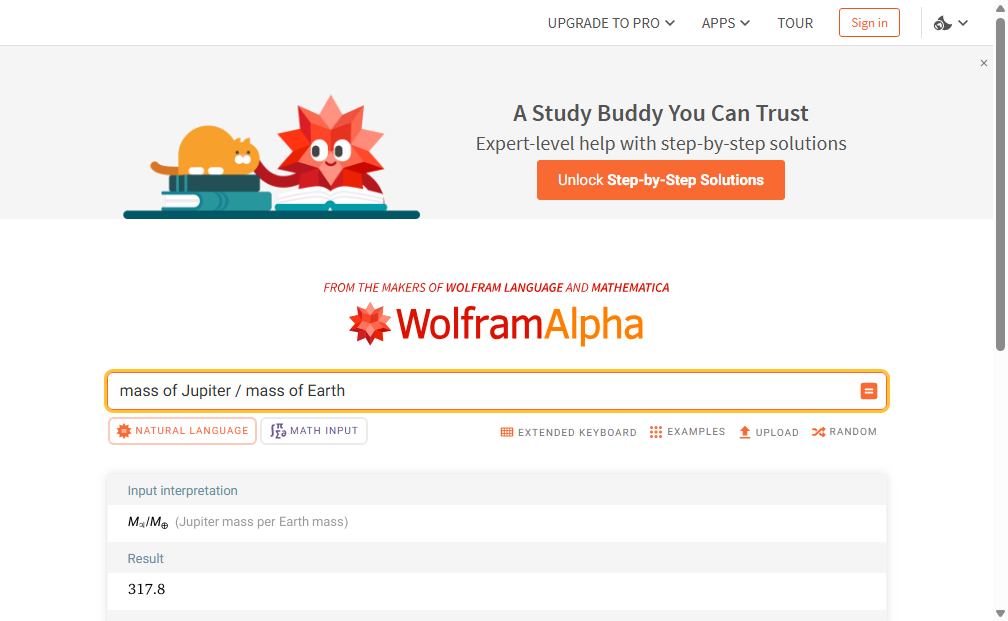 UPGRADE TO PRO APPS TOUR Sign in
×
A Study Buddy You Can Trust
Expert-level help with step-by-step solutions
Unlock Step-by-Step Solutions
FROM THE MAKERS OF WOLFRAM LANGUAGE AND MATHEMATICA
WolframAlpha
mass of Jupiter / mass of Earth
NATURAL LANGUAGE MATH INPUT EXTENDED KEYBOARD EXAMPLES UPLOAD RANDOM
Input interpretation
M♃/M⊕ (Jupiter mass per Earth mass)
Result
317.8